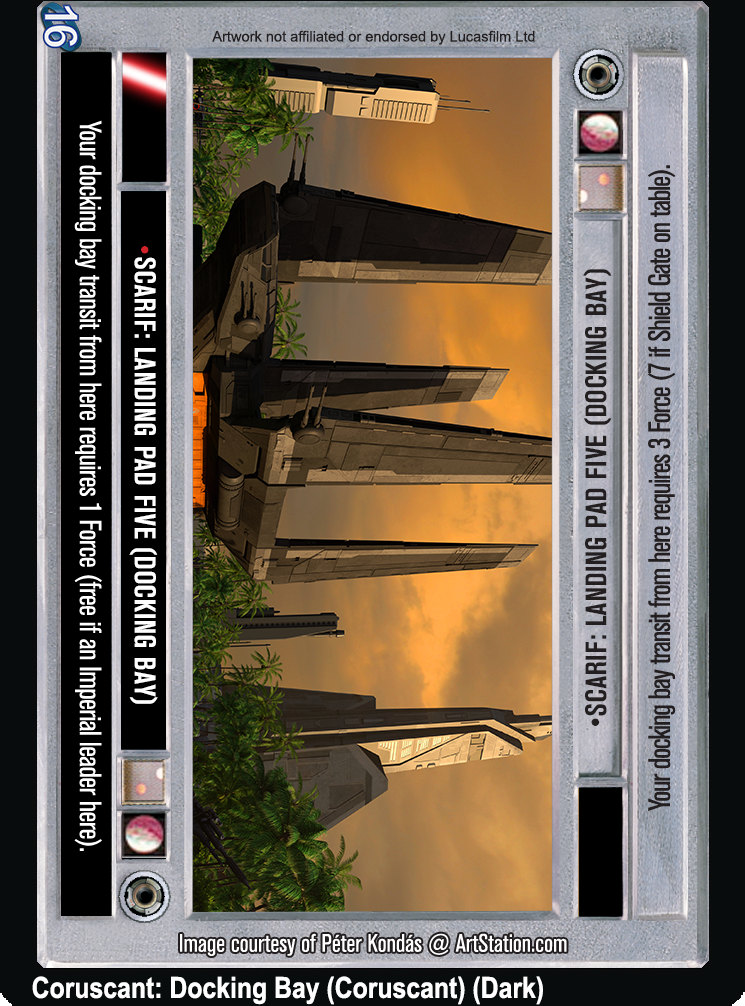 16
Artwork not affiliated or endorsed by Lucasfilm Ltd
•SCARIF: LANDING PAD FIVE (DOCKING BAY)
Your docking bay transit from here requires 1 Force (free if an Imperial leader here).
•SCARIF: LANDING PAD FIVE (DOCKING BAY)
Your docking bay transit from here requires 3 Force (7 if Shield Gate on table).
Image courtesy of Péter Kondás @ ArtStation.com
Coruscant: Docking Bay (Coruscant) (Dark)